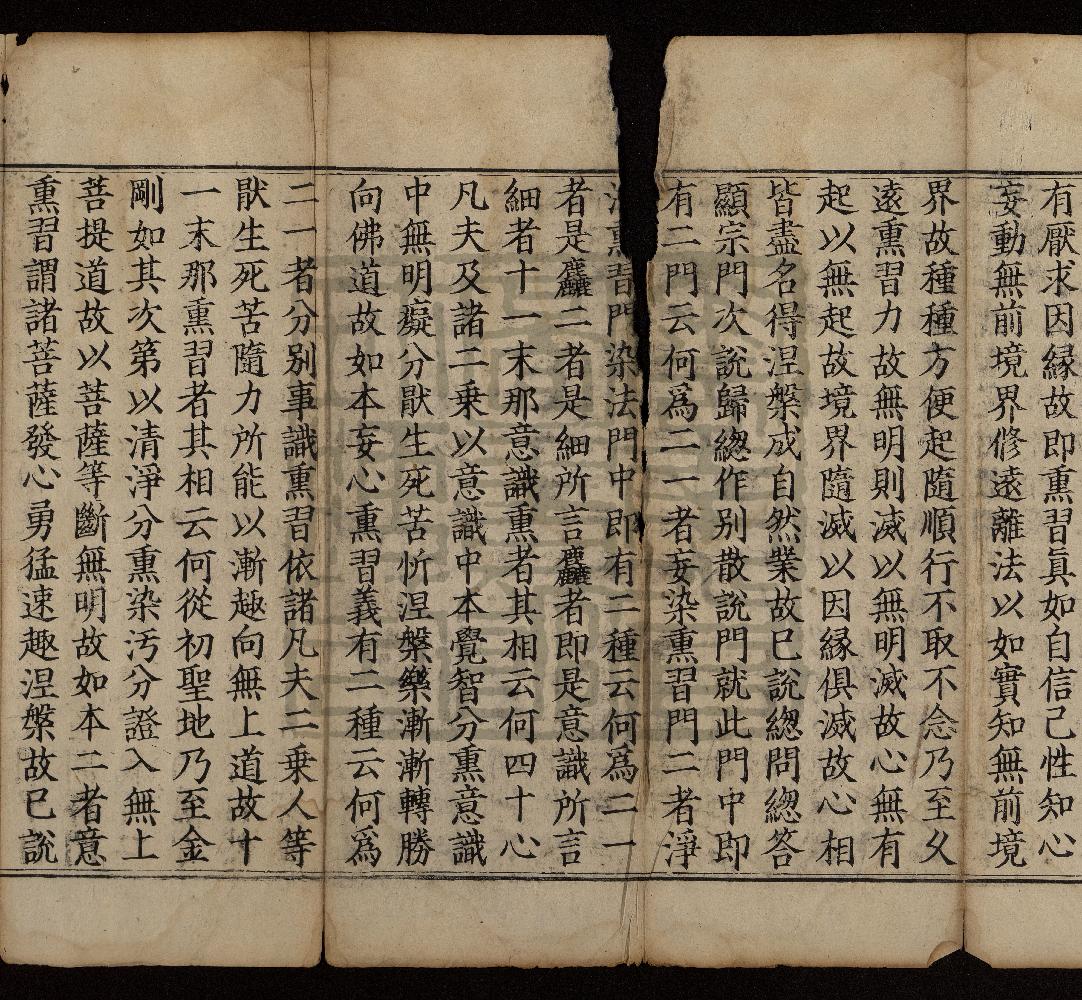 有厭求因縁故即熏習眞如自信己性知心
妄動無前境界修遠離法以如實知無前境
界故種種方便起隨順行不取不念乃至久
遠熏習力故無明則滅以無明滅故心無有
起以無起故境界隨滅以因縁俱滅故心相
皆盡名得涅槃成自然業故已說總問總答
顯宗門次說歸總作别散說門就此門中即
有二門云何爲二一者妄染熏習門二者淨
法熏習門染法門中即有二種云何爲二一
者是麤二者是細所言麤者即是意識所言
細者十一末那意識熏者其相云何四十心
凡夫及諸二乗以意識中本覺智分熏意識
中無明癡分猒生死苦忻涅槃樂漸漸轉勝
向佛道故如本妄心熏習義有二種云何爲
二一者分别事識熏習依諸凡夫二乗人等
猒生死苦隨力所能以漸趣向無上道故十
一末那熏習者其相云何從初聖地乃至金
剛如其次第以清淨分熏染汚分證入無上
菩提道故以菩薩等斷無明故如本二者意
熏習謂諸菩薩發心勇猛速趣涅槃故已説